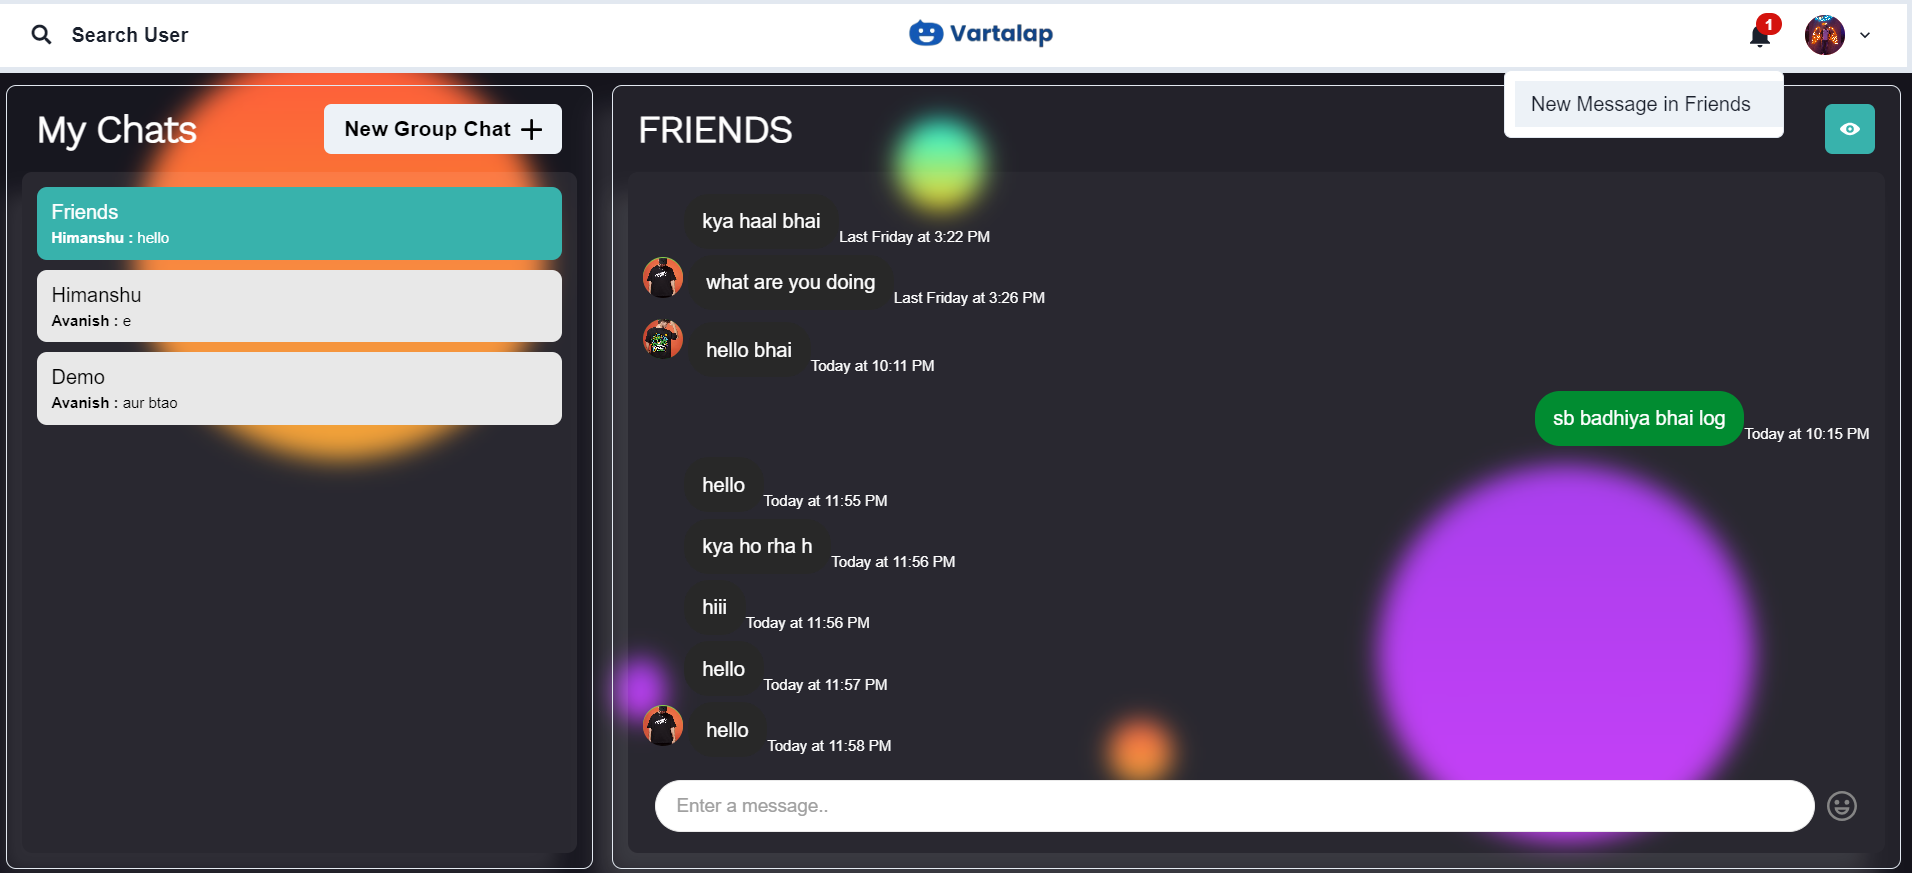 Search User
Vartalap
1
New Message in Friends
My Chats
New Group Chat
Friends
Himanshu : hello
Himanshu
Avanish : e
Demo
Avanish : aur btao
FRIENDS
kya haal bhai
Last Friday at 3:22 PM
what are you doing
Last Friday at 3:26 PM
hello bhai
Today at 10:11 PM
sb badhiya bhai log
Today at 10:15 PM
hello
Today at 11:55 PM
kya ho rha h
Today at 11:56 PM
hiii
Today at 11:56 PM
hello
Today at 11:57 PM
hello
Today at 11:58 PM
Enter a message..